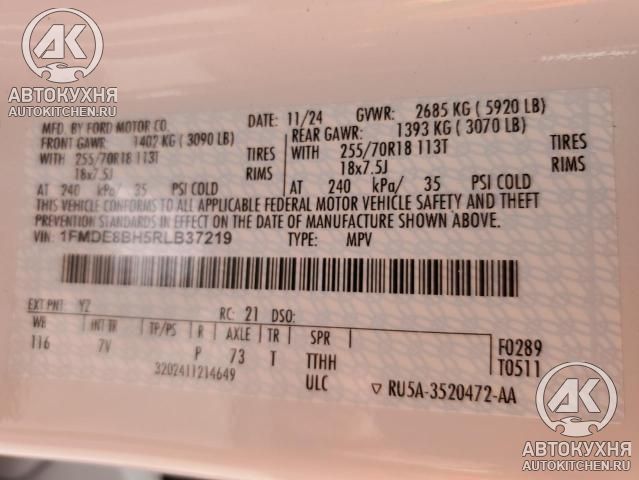 АК
АВТОКУХНЯ
AUTOKITCHEN.RU
MFD. BY FORD MOTOR CO.
DATE: 11/24 GVWR: 2685 KG ( 5920 LB)
FRONT GAWR: 1402 KG ( 3090 LB)
REAR GAWR: 1393 KG ( 3070 LB)
WITH 255/70R18 113T TIRES
WITH 255/70R18 113T TIRES
18x7.5J RIMS
18x7.5J RIMS
AT 240 kPa/ 35 PSI COLD
AT 240 kPa/ 35 PSI COLD
THIS VEHICLE CONFORMS TO ALL APPLICABLE FEDERAL MOTOR VEHICLE SAFETY AND THEFT
PREVENTION STANDARDS IN EFFECT ON THE DATE OF MANUFACTURE SHOWN ABOVE.
VIN: 1FMDE8BH5RLB37219 TYPE: MPV
EXT PNT: YZ RC: 21 DSO:
WB INT TR TP/PS R AXLE TR SPR
116 7V P 73 T TTHH
3202411214649 ULC
F0289
T0511
▽ RU5A-3520472-AA
АК
АВТОКУХНЯ
AUTOKITCHEN.RU